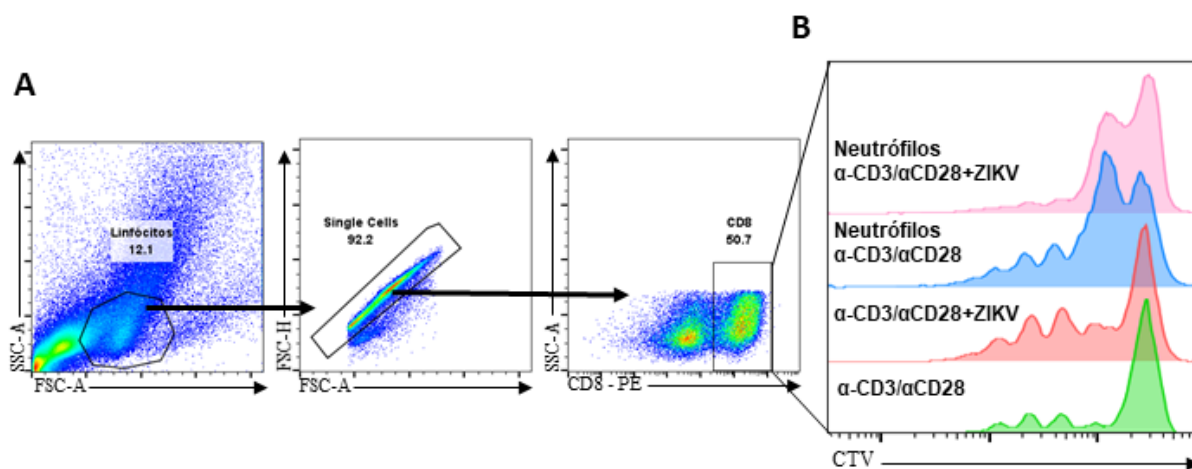 A
Linfócitos
12.1
SSC-A
FSC-A
Single Cells
92.2
FSC-H
FSC-A
CD8
50.7
SSC-A
CD8 - PE
B
Neutrófilos
α-CD3/αCD28+ZIKV
Neutrófilos
α-CD3/αCD28
α-CD3/αCD28+ZIKV
α-CD3/αCD28
CTV